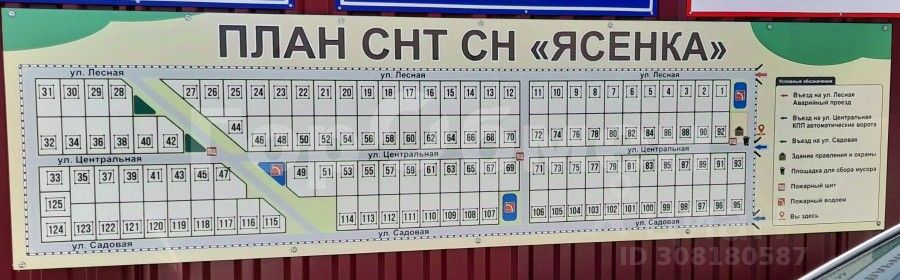 ПЛАН СНТ СН «ЯСЕНКА»
ул. Лесная ул. Лесная ул. Лесная
31 30 29 28 27 26 25 24 23 22 21 20 19 18 17 16 15 14 13 12 11 10 9 8 7 6 5 4 3 2 1
44
32 34 36 38 40 42 46 48 50 52 54 56 58 60 62 64 66 68 70 72 74 76 78 80 82 84 86 88 90 92
ул. Центральная ул. Центральная ул. Центральная
33 35 37 39 41 43 45 47 49 51 53 55 57 59 61 63 65 67 69 71 73 75 77 79 81 83 85 87 89 91 93
125
124 123 122 121 120 119 118 117 116 115 114 113 112 111 110 109 108 107 106 105 104 103 102 101 100 99 98 97 96 95
ул. Садовая ул. Садовая ул. Садовая
Условные обозначения
Въезд на ул. Лесная
Аварийный проезд
Въезд на ул. Центральная
КПП автоматические ворота
Въезд на ул. Садовая
Здание правления и охраны
Площадка для сбора мусора
Пожарный щит
Пожарный водоем
Вы здесь
ID 308180587